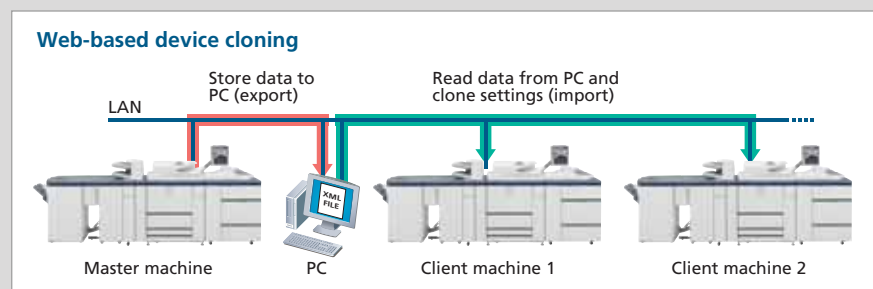 Web-based device cloning
Store data to
PC (export)
Read data from PC and
clone settings (import)
LAN
XML
FILE
Master machine
PC
Client machine 1
Client machine 2